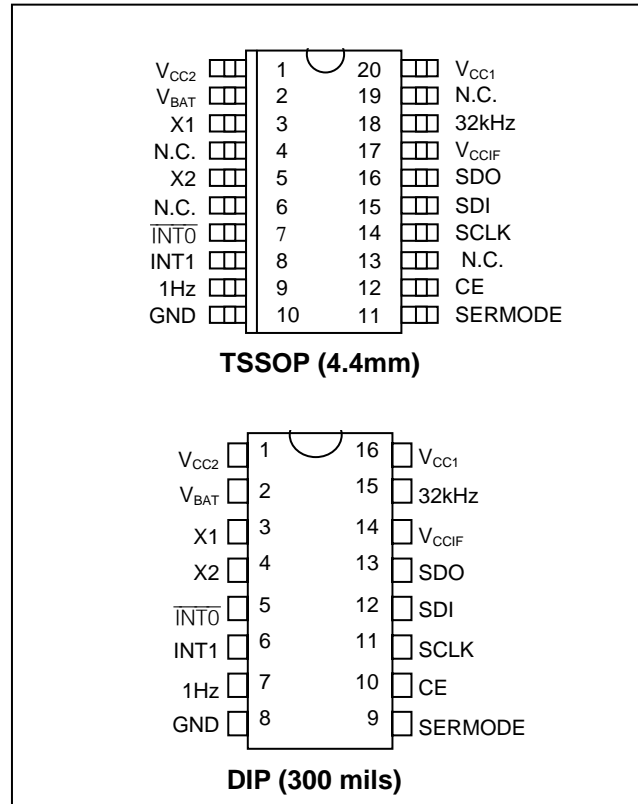 VCC2 1 20 VCC1
VBAT 2 19 N.C.
X1 3 18 32kHz
N.C. 4 17 VCCIF
X2 5 16 SDO
N.C. 6 15 SDI
INT0 7 14 SCLK
INT1 8 13 N.C.
1Hz 9 12 CE
GND 10 11 SERMODE
TSSOP (4.4mm)
VCC2 1 16 VCC1
VBAT 2 15 32kHz
X1 3 14 VCCIF
X2 4 13 SDO
INT0 5 12 SDI
INT1 6 11 SCLK
1Hz 7 10 CE
GND 8 9 SERMODE
DIP (300 mils)